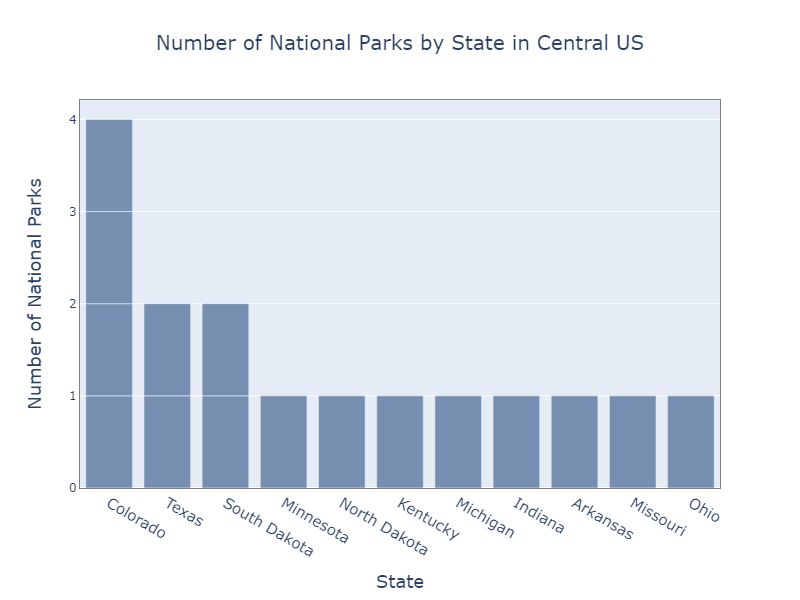 Number of National Parks by State in Central US
Number of National Parks
4
3
2
1
0
Colorado
Texas
South Dakota
Minnesota
North Dakota
Kentucky
Michigan
Indiana
Arkansas
Missouri
Ohio
State